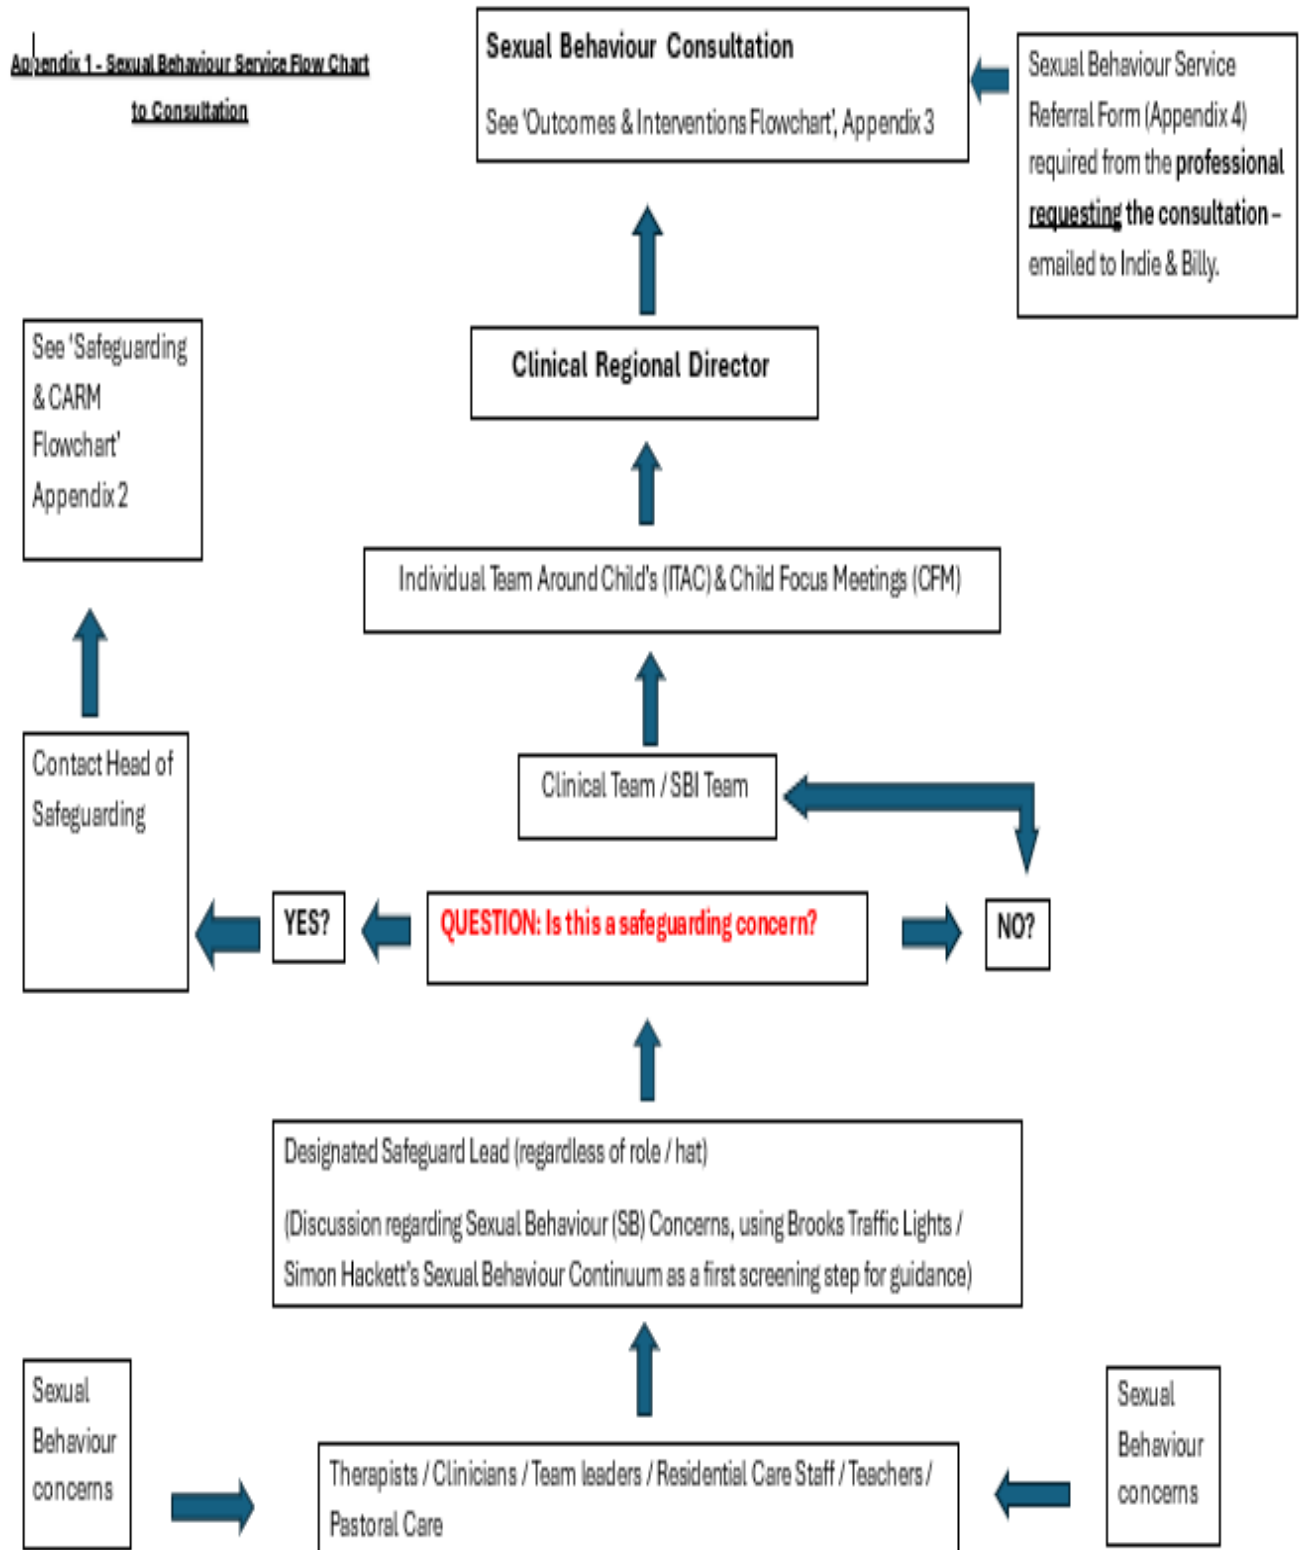 Appendix 1 - Sexual Behaviour Service Flow Chart
to Consultation
Sexual Behaviour Consultation
See 'Outcomes & Interventions Flowchart', Appendix 3
Sexual Behaviour Service
Referral Form (Appendix 4)
required from the professional
requesting the consultation –
emailed to Indie & Billy.
See 'Safeguarding
& CARM
Flowchart'
Appendix 2
Clinical Regional Director
Individual Team Around Child's (ITAC) & Child Focus Meetings (CFM)
Contact Head of
Safeguarding
Clinical Team / SBI Team
YES?
QUESTION: Is this a safeguarding concern?
NO?
Designated Safeguard Lead (regardless of role / hat)
(Discussion regarding Sexual Behaviour (SB) Concerns, using Brooks Traffic Lights /
Simon Hackett's Sexual Behaviour Continuum as a first screening step for guidance)
Sexual
Behaviour
concerns
Therapists / Clinicians / Team leaders / Residential Care Staff / Teachers /
Pastoral Care
Sexual
Behaviour
concerns